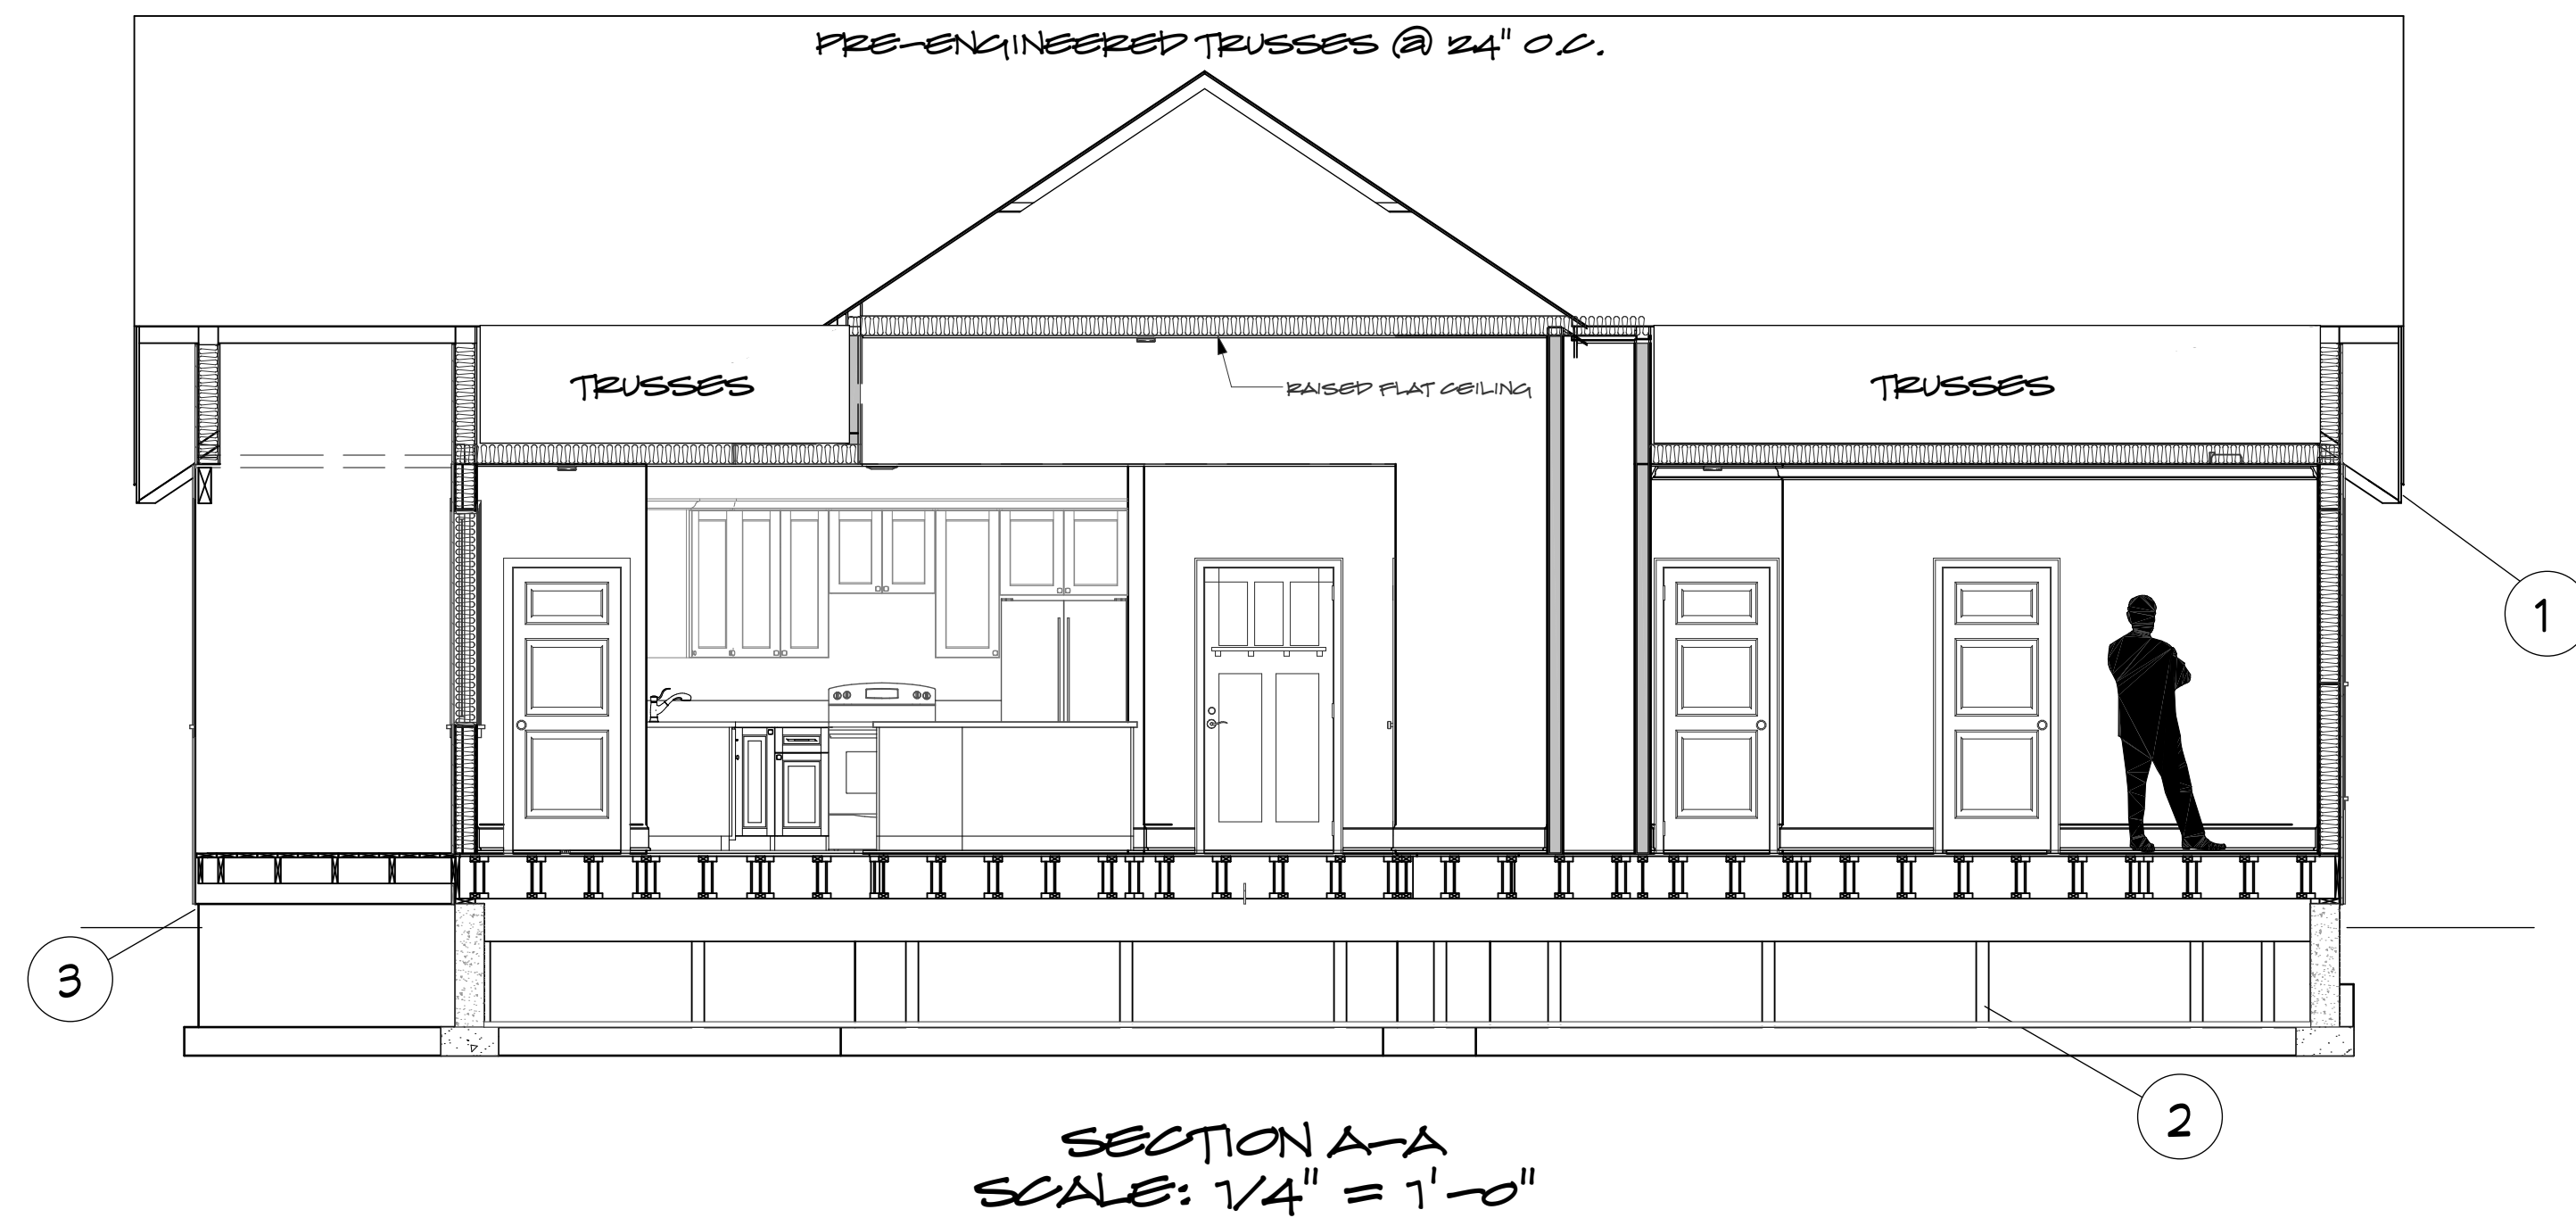 PRE-ENGINEERED TRUSSES @ 24" O.C.
TRUSSES
RAISED FLAT CEILING
TRUSSES
1
3
2
SECTION A-A
SCALE: 1/4" = 1'-0"